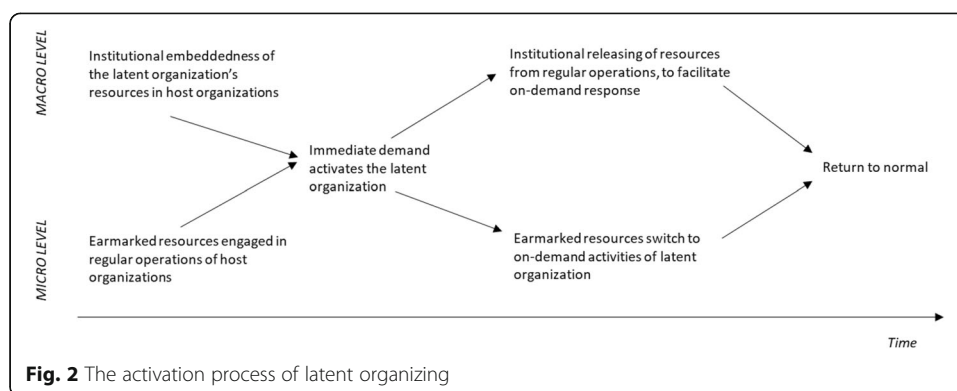 MACRO LEVEL
Institutional embeddedness of
the latent organization's
resources in host organizations
Institutional releasing of resources
from regular operations, to facilitate
on-demand response
Immediate demand
activates the latent
organization
Return to normal
MICRO LEVEL
Earmarked resources engaged in
regular operations of host
organizations
Earmarked resources switch to
on-demand activities of latent
organization
Time
Fig. 2 The activation process of latent organizing